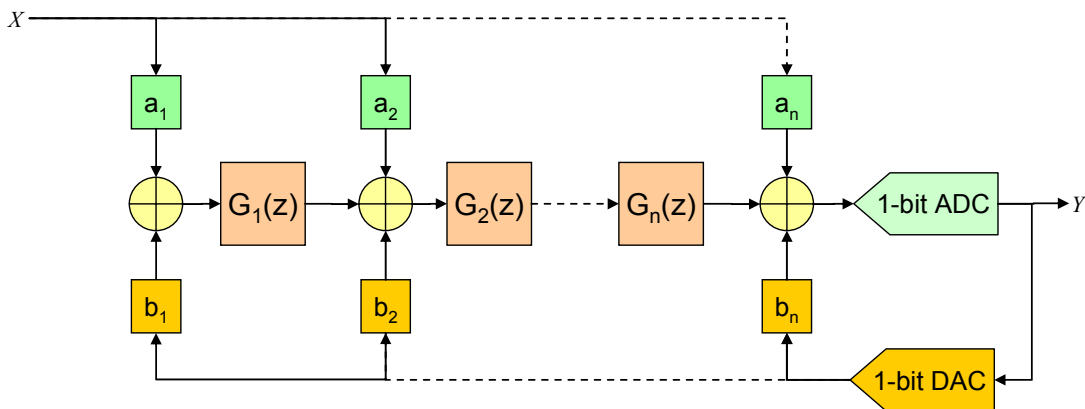 X
a₁ a₂ aₙ
G₁(z) G₂(z) Gₙ(z) 1-bit ADC Y
b₁ b₂ bₙ
1-bit DAC